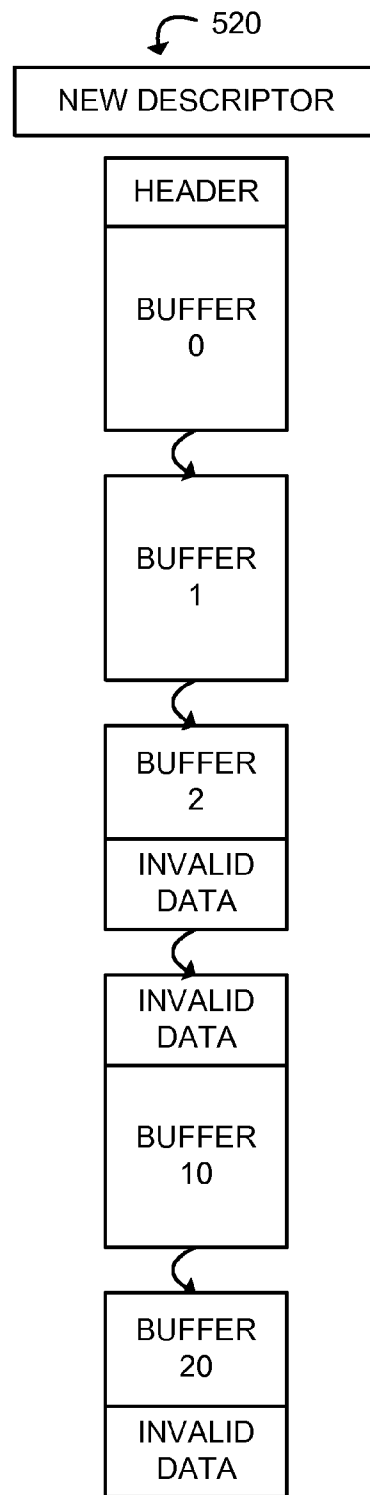 520
NEW DESCRIPTOR
HEADER
BUFFER
0
BUFFER
1
BUFFER
2
INVALID
DATA
INVALID
DATA
BUFFER
10
BUFFER
20
INVALID
DATA